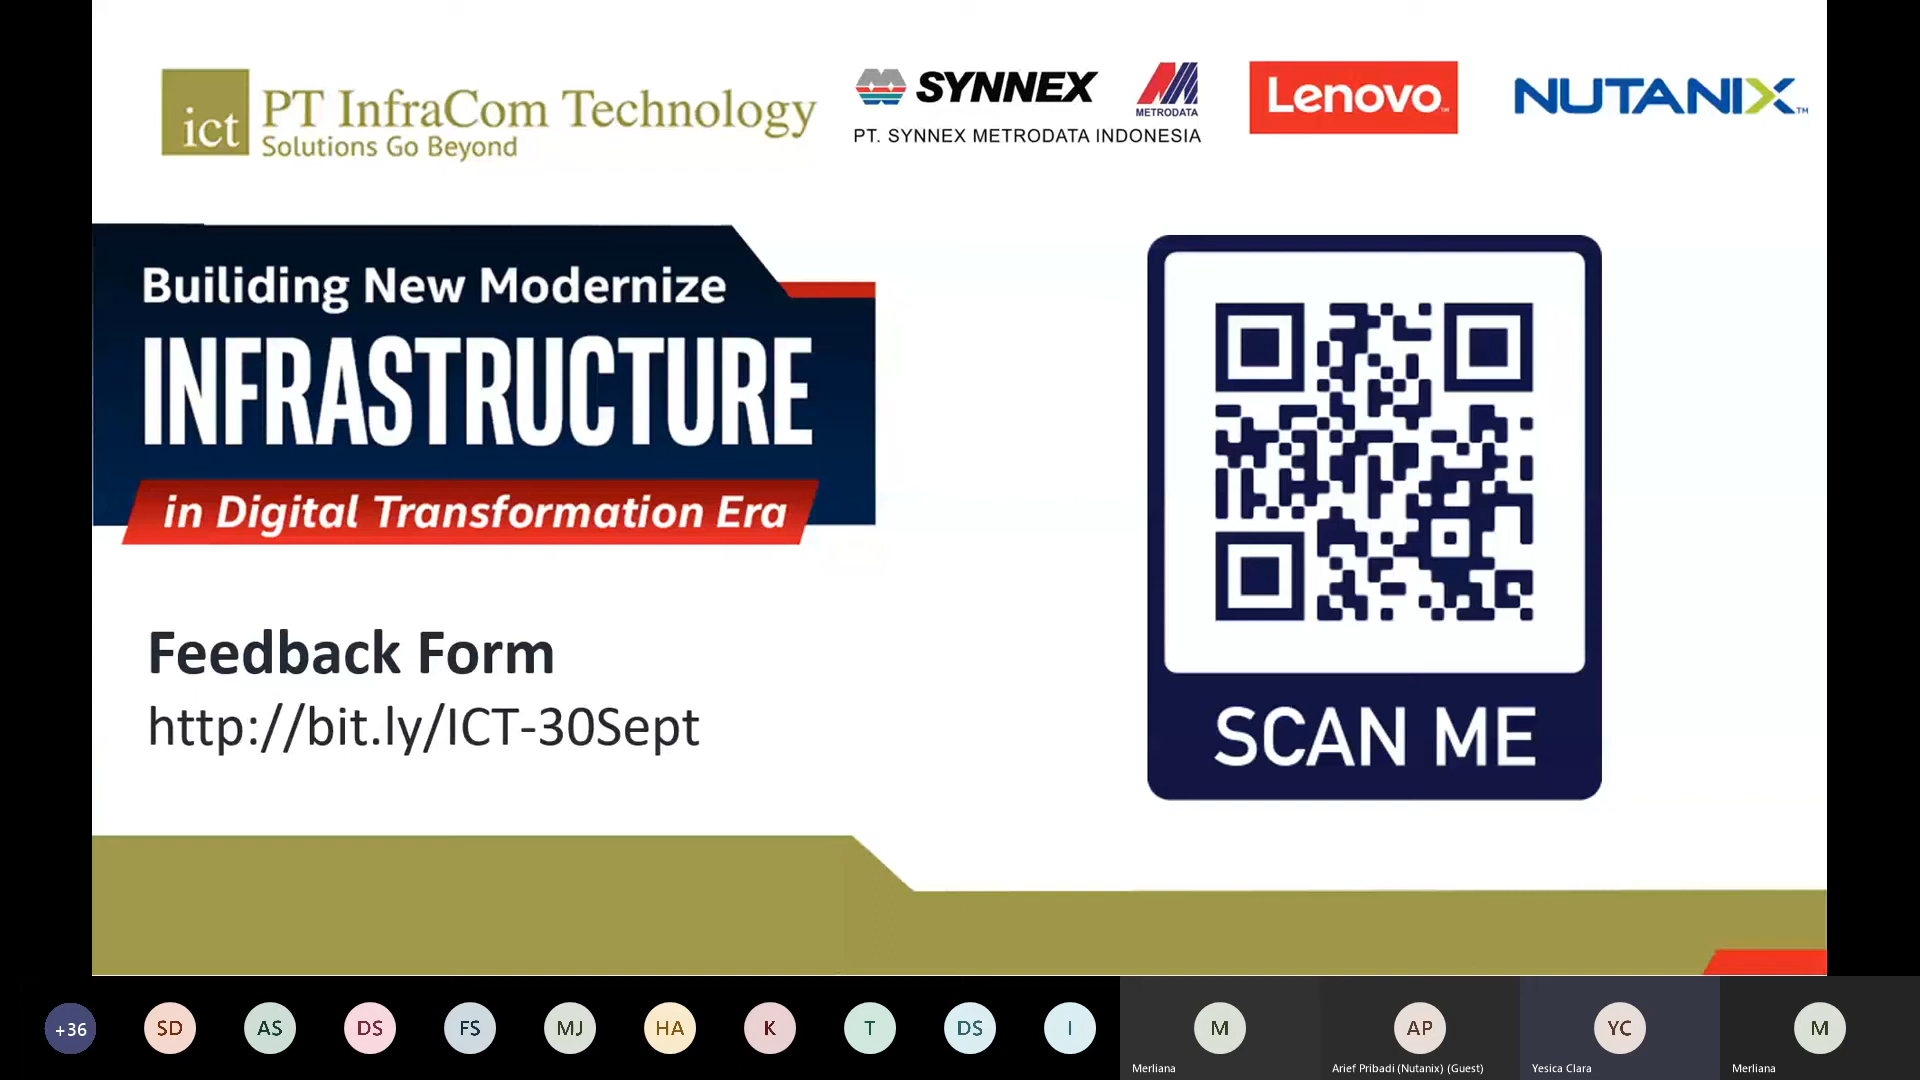 ict
PT InfraCom Technology
Solutions Go Beyond
SYNNEX
METRODATA
PT. SYNNEX METRODATA INDONESIA
Lenovo™
NUTANIX™
Builiding New Modernize
INFRASTRUCTURE
in Digital Transformation Era
Feedback Form
http://bit.ly/ICT-30Sept
SCAN ME
+36
SD
AS
DS
FS
MJ
HA
K
T
DS
I
M
AP
YC
M
Merliana
Arief Pribadi (Nutanix) (Guest)
Yesica Clara
Merliana